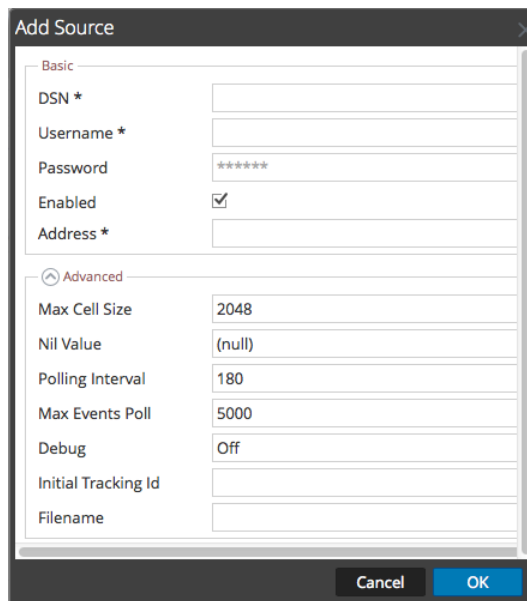 Add Source
Basic
DSN *
Username *
Password ******
Enabled
Address *
Advanced
Max Cell Size 2048
Nil Value (null)
Polling Interval 180
Max Events Poll 5000
Debug Off
Initial Tracking Id
Filename
Cancel OK